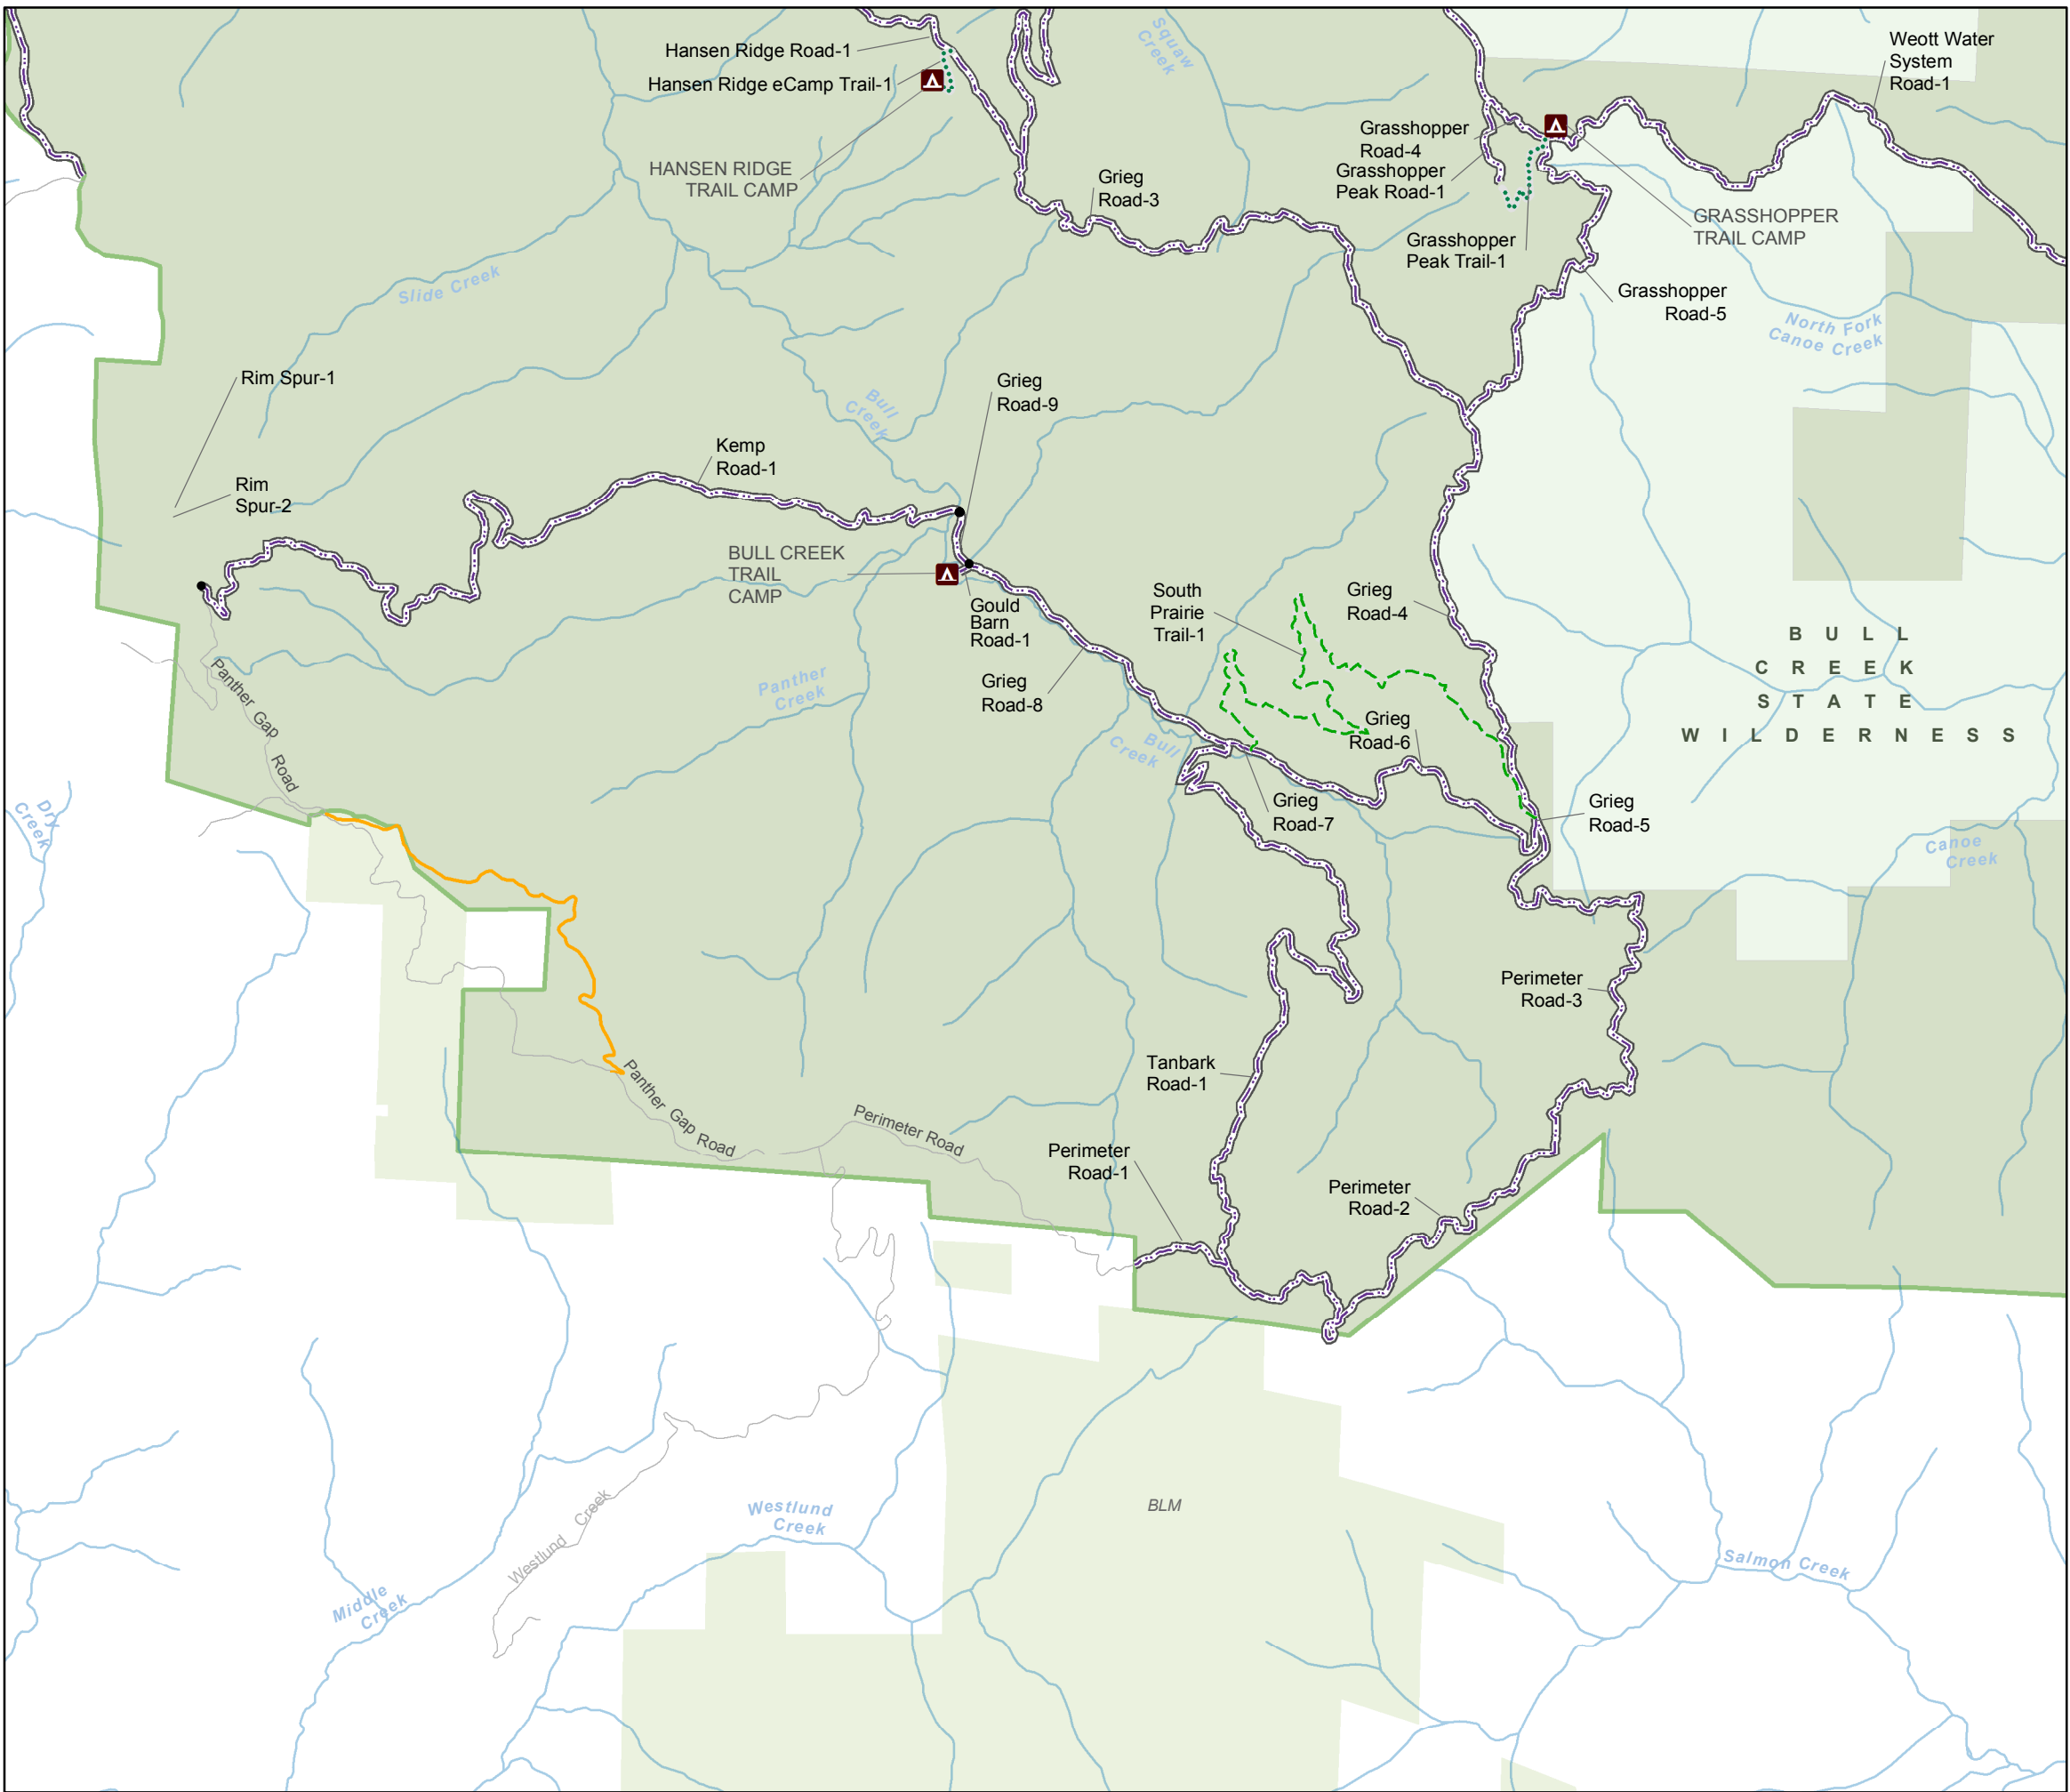 Hansen Ridge Road-1
Hansen Ridge eCamp Trail-1
HANSEN RIDGE
TRAIL CAMP
Squaw
Creek
Weott Water
System
Road-1
Grasshopper
Road-4
Grasshopper
Peak Road-1
Grieg
Road-3
Grasshopper
Peak Trail-1
GRASSHOPPER
TRAIL CAMP
Grasshopper
Road-5
Slide Creek
North Fork
Canoe Creek
Rim Spur-1
Rim
Spur-2
Kemp
Road-1
Bull
Creek
Grieg
Road-9
BULL CREEK
TRAIL
CAMP
Gould
Barn
Road-1
South
Prairie
Trail-1
Grieg
Road-4
BULL
CREEK
STATE
WILDERNESS
Panther Gap
Road
Panther
Creek
Grieg
Road-8
Bull
Creek
Grieg
Road-6
Grieg
Road-7
Grieg
Road-5
Dry
Creek
Canoe
Creek
Perimeter
Road-3
Tanbark
Road-1
Panther Gap Road
Perimeter Road
Perimeter
Road-1
Perimeter
Road-2
BLM
Westlund
Creek
Westlund Creek
Middle
Creek
Salmon Creek